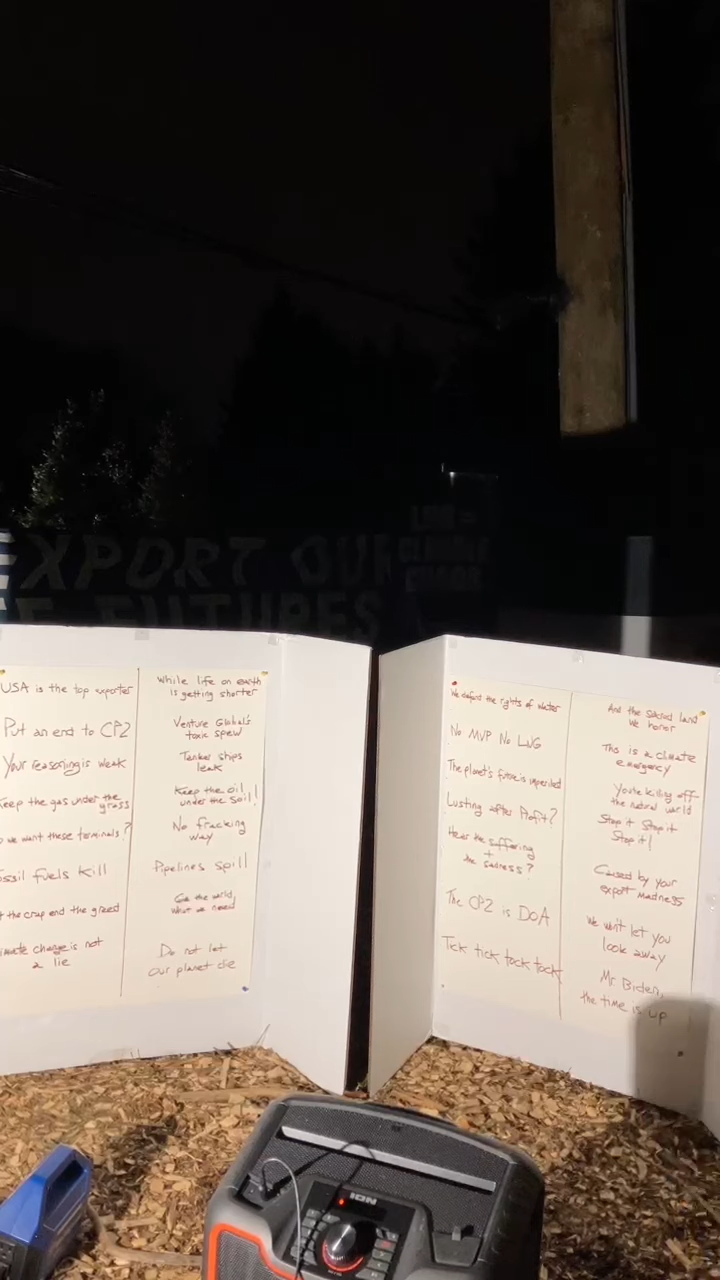 EXPORT OUR
FUTURES
USA is the top exporter
Put an end to CP2
Your reasoning is weak
Keep the gas under the grass
we want these terminals?
Fossil fuels kill
the crap end the greed
Climate change is not
a lie
While life on earth
is getting shorter
Venture Global's
toxic spew
Tanker ships
leak
Keep the oil
under the soil!
No fracking
way
Pipelines spill
the world,
what we need
Do not let
our planet die
We defend the rights of water
No MVP No LNG
The planet's future is imperiled
Lusting after Profit?
Hear the suffering
+
the sadness?
The CP2 is DOA
Tick tick tock tock
And the sacred land
we honor
This is a climate
emergency
You're killing off
the natural world
Stop it Stop it
Stop it!
Caused by your
export madness
We won't let you
look away
Mr Biden,
the time is up
ION